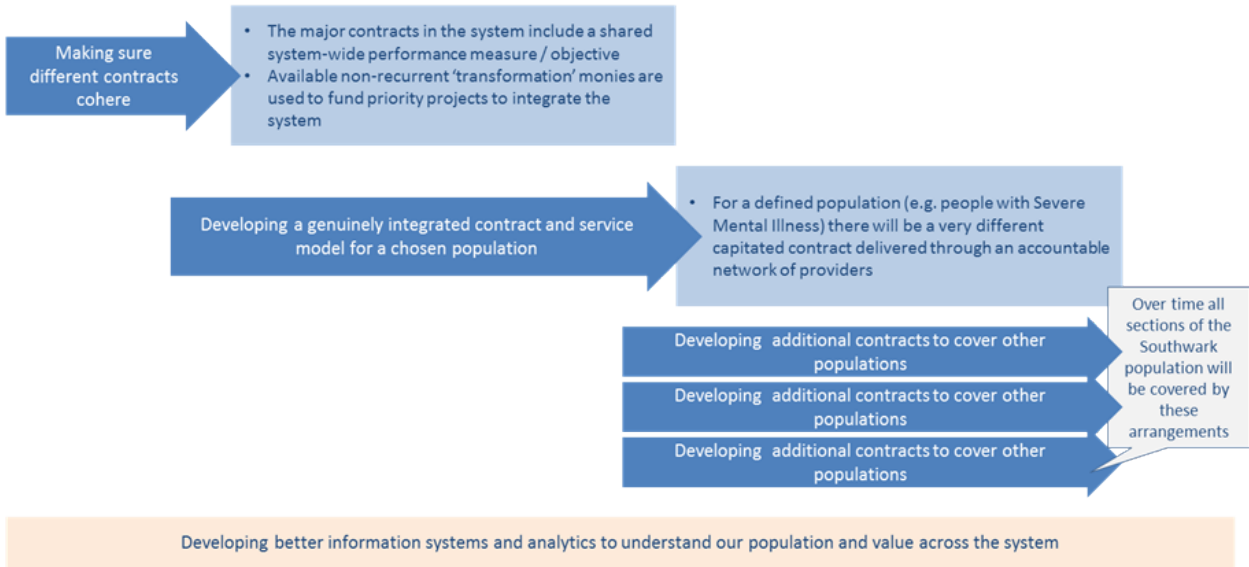 Making sure
different contracts
cohere
• The major contracts in the system include a shared
system-wide performance measure / objective
• Available non-recurrent ‘transformation’ monies are
used to fund priority projects to integrate the
system
Developing a genuinely integrated contract and service
model for a chosen population
• For a defined population (e.g. people with Severe
Mental Illness) there will be a very different
capitated contract delivered through an accountable
network of providers
Developing additional contracts to cover other
populations
Developing additional contracts to cover other
populations
Developing additional contracts to cover other
populations
Over time all
sections of the
Southwark
population will
be covered by
these
arrangements
Developing better information systems and analytics to understand our population and value across the system